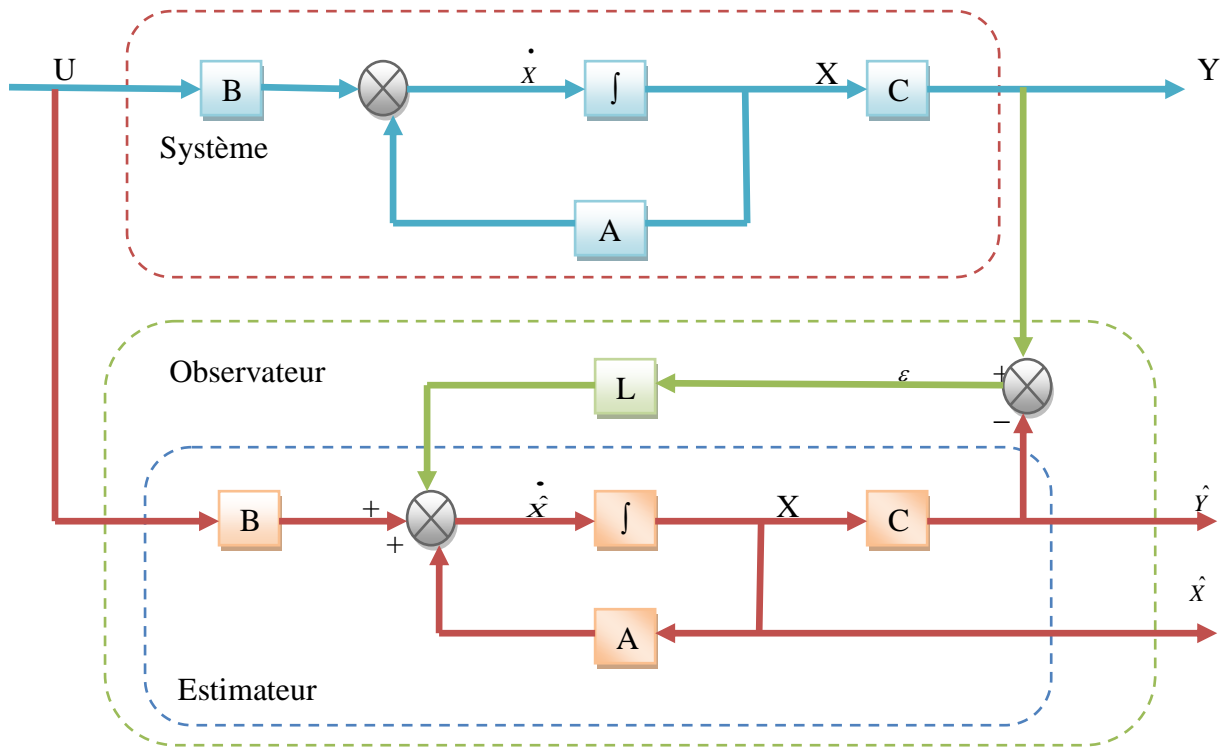 U
B
Ẋ
∫
X
C
Y
Système
A
Observateur
L
ε
+
−
B
+
+
X̂̇
∫
X
C
Ŷ
X̂
A
Estimateur